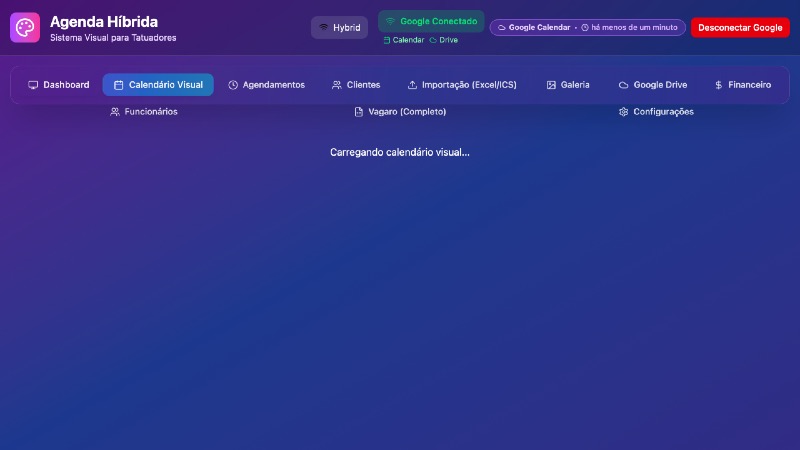 Agenda Híbrida
Sistema Visual para Tatuadores
Hybrid
Google Conectado
Calendar Drive
Google Calendar • há menos de um minuto
Desconectar Google
Dashboard
Calendário Visual
Agendamentos
Clientes
Importação (Excel/ICS)
Galeria
Google Drive
Financeiro
Funcionários
Vagaro (Completo)
Configurações
Carregando calendário visual...